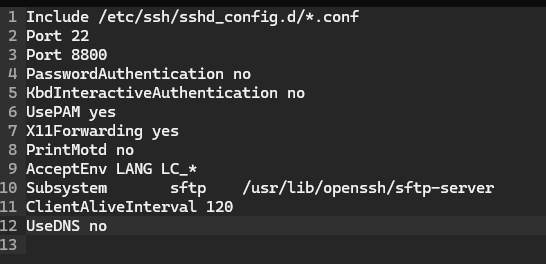 1 Include /etc/ssh/sshd_config.d/*.conf
2 Port 22
3 Port 8800
4 PasswordAuthentication no
5 KbdInteractiveAuthentication no
6 UsePAM yes
7 X11Forwarding yes
8 PrintMotd no
9 AcceptEnv LANG LC_*
10 Subsystem       sftp    /usr/lib/openssh/sftp-server
11 ClientAliveInterval 120
12 UseDNS no
13